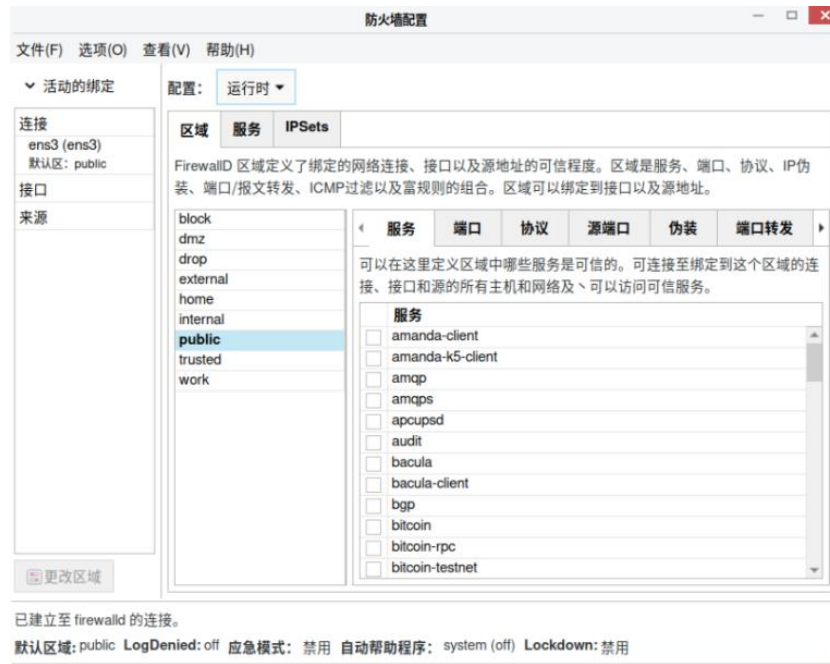 防火墙配置
文件(F) 选项(O) 查看(V) 帮助(H)
活动的绑定
连接
ens3 (ens3)
默认区：public
接口
来源
更改区域
配置： 运行时
区域 服务 IPSets
FirewallD 区域定义了绑定的网络连接、接口以及源地址的可信程度。区域是服务、端口、协议、IP伪
装、端口/报文转发、ICMP过滤以及富规则的组合。区域可以绑定到接口以及源地址。
block
dmz
drop
external
home
internal
public
trusted
work
服务 端口 协议 源端口 伪装 端口转发
可以在这里定义区域中哪些服务是可信的。可连接至绑定到这个区域的连
接、接口和源的所有主机和网络及丶可以访问可信服务。
服务
amanda-client
amanda-k5-client
amqp
amqps
apcupsd
audit
bacula
bacula-client
bgp
bitcoin
bitcoin-rpc
bitcoin-testnet
已建立至 firewalld 的连接。
默认区域: public LogDenied: off 应急模式： 禁用 自动帮助程序： system (off) Lockdown: 禁用